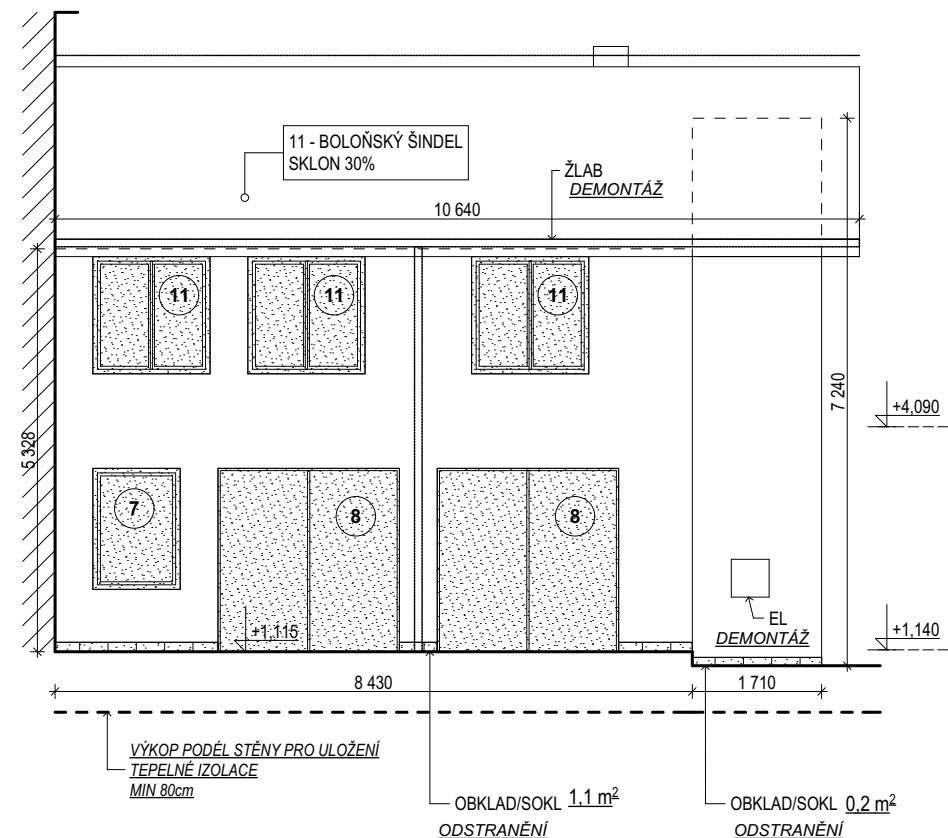 11 - BOLOŇSKÝ ŠINDEL
SKLON 30%
ŽLAB
DEMONTÁŽ
10 640
11
11
11
7 240
+4,090
5 328
7
8
8
+1,115
EL
DEMONTÁŽ
+1,140
8 430
1 710
VÝKOP PODÉL STĚNY PRO ULOŽENÍ
TEPELNÉ IZOLACE
MIN 80cm
OBKLAD/SOKL 1,1 m²
ODSTRANĚNÍ
OBKLAD/SOKL 0,2 m²
ODSTRANĚNÍ